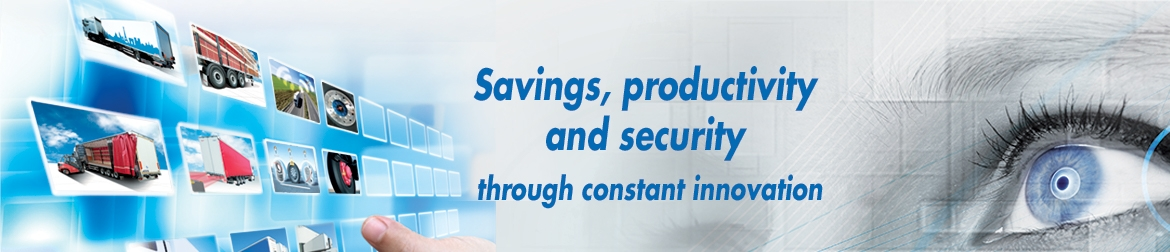 Savings, productivity
and security
through constant innovation